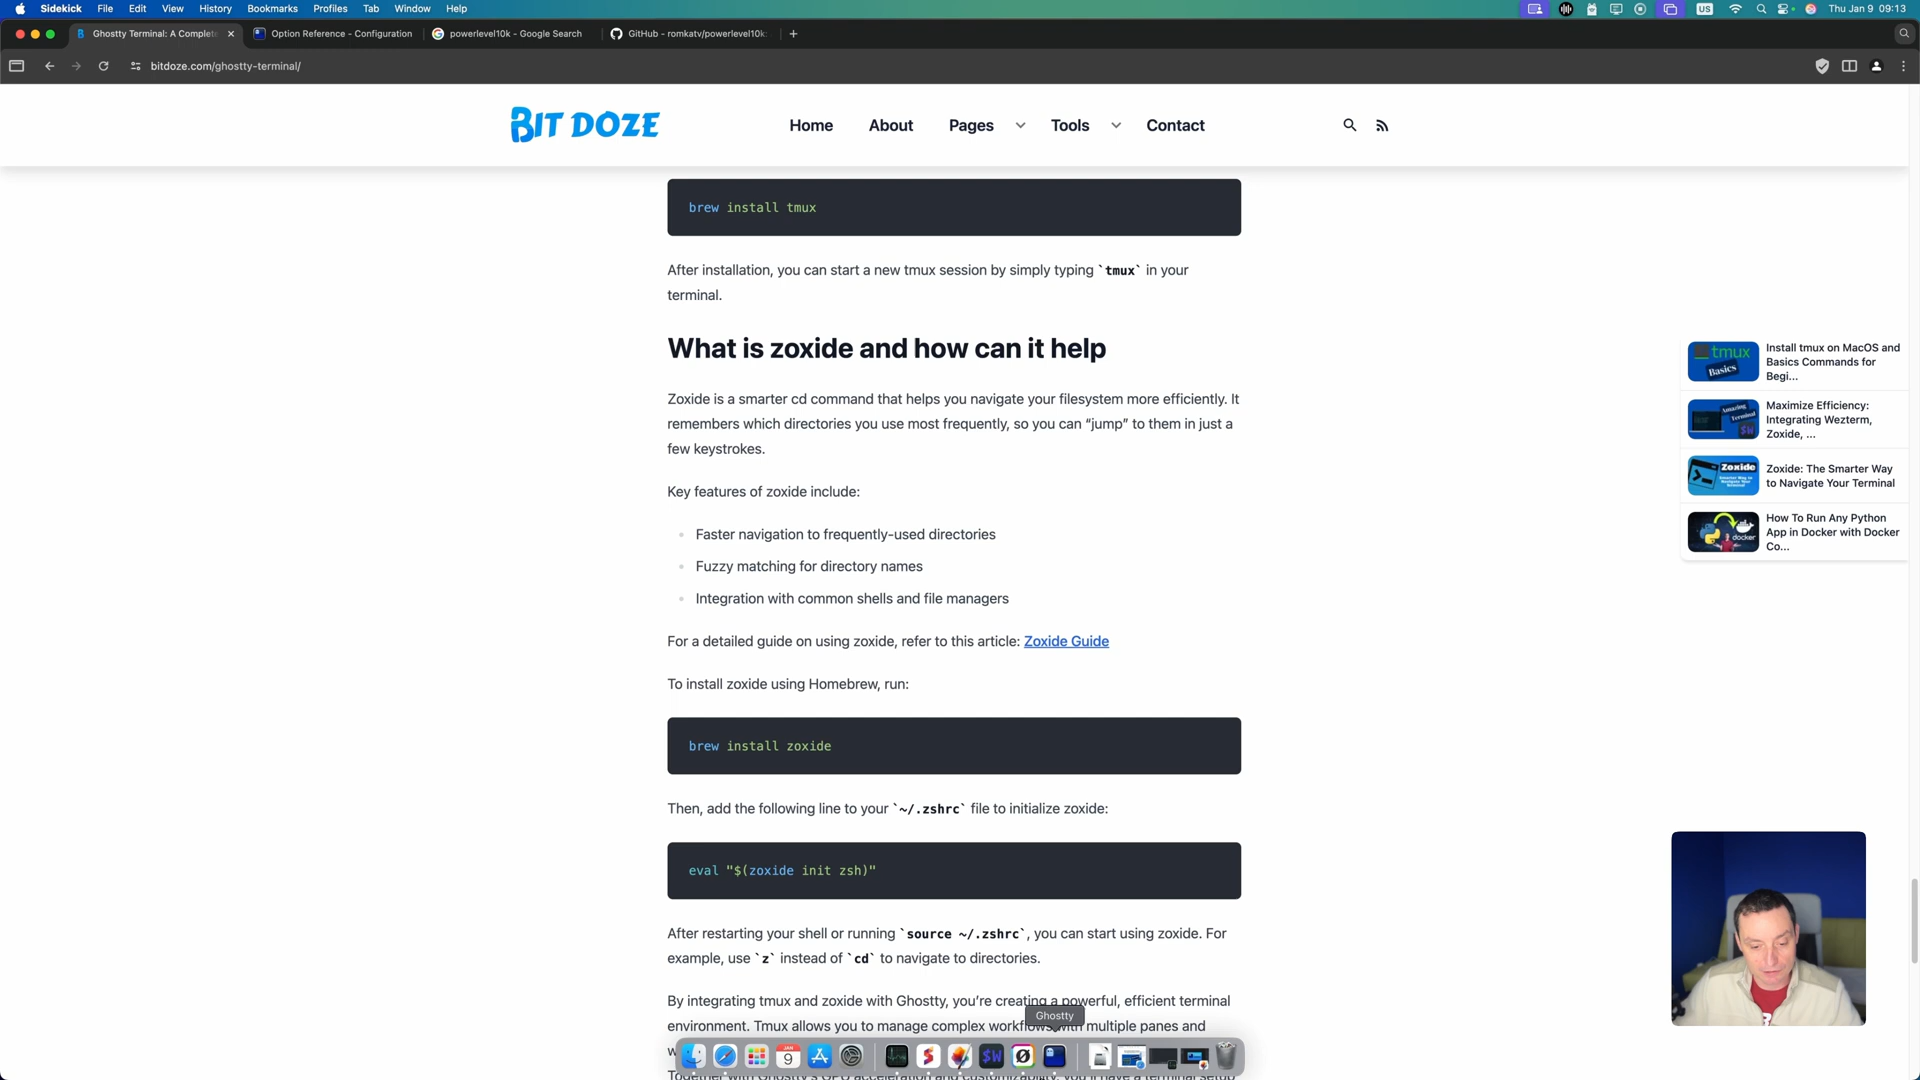 Sidekick File Edit View History Bookmarks Profiles Tab Window Help
US Thu Jan 9 09:13
Ghostty Terminal: A Complete
Option Reference - Configuration
powerlevel10k - Google Search
GitHub - romkatv/powerlevel10k:
bitdoze.com/ghostty-terminal/
BIT DOZE
Home About Pages Tools Contact
brew install tmux
After installation, you can start a new tmux session by simply typing `tmux` in your
terminal.
What is zoxide and how can it help
Zoxide is a smarter cd command that helps you navigate your filesystem more efficiently. It
remembers which directories you use most frequently, so you can “jump” to them in just a
few keystrokes.
Key features of zoxide include:
Faster navigation to frequently-used directories
Fuzzy matching for directory names
Integration with common shells and file managers
For a detailed guide on using zoxide, refer to this article: Zoxide Guide
To install zoxide using Homebrew, run:
brew install zoxide
Then, add the following line to your `~/.zshrc` file to initialize zoxide:
eval "$(zoxide init zsh)"
After restarting your shell or running `source ~/.zshrc`, you can start using zoxide. For
example, use `z` instead of `cd` to navigate to directories.
By integrating tmux and zoxide with Ghostty, you’re creating a powerful, efficient terminal
environment. Tmux allows you to manage complex workflows with multiple panes and
Ghostty
tmux
Basics
Install tmux on MacOS and
Basics Commands for
Begi...
Amazing
Terminal
$W
Maximize Efficiency:
Integrating Wezterm,
Zoxide, ...
Zoxide
Zoxide: The Smarter Way
to Navigate Your Terminal
docker
How To Run Any Python
App in Docker with Docker
Co...
JAN
9
$W